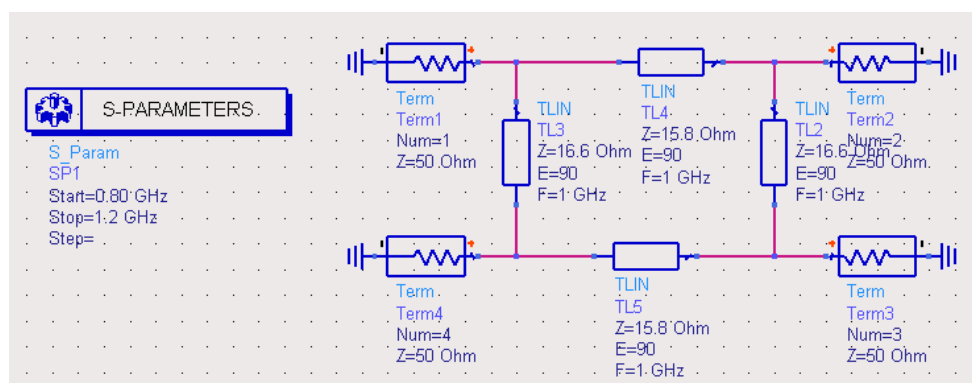 S-PARAMETERS
S_Param
SP1
Start=0.80 GHz
Stop=1.2 GHz
Step=
Term
Term1
Num=1
Z=50 Ohm
TLIN
TL3
Z=16.6 Ohm
E=90
F=1 GHz
TLIN
TL4
Z=15.8 Ohm
E=90
F=1 GHz
TLIN
TL2
Z=16.6 Ohm
E=90
F=1 GHz
Term
Term2
Num=2
Z=50 Ohm
Term
Term4
Num=4
Z=50 Ohm
TLIN
TL5
Z=15.8 Ohm
E=90
F=1 GHz
Term
Term3
Num=3
Z=50 Ohm